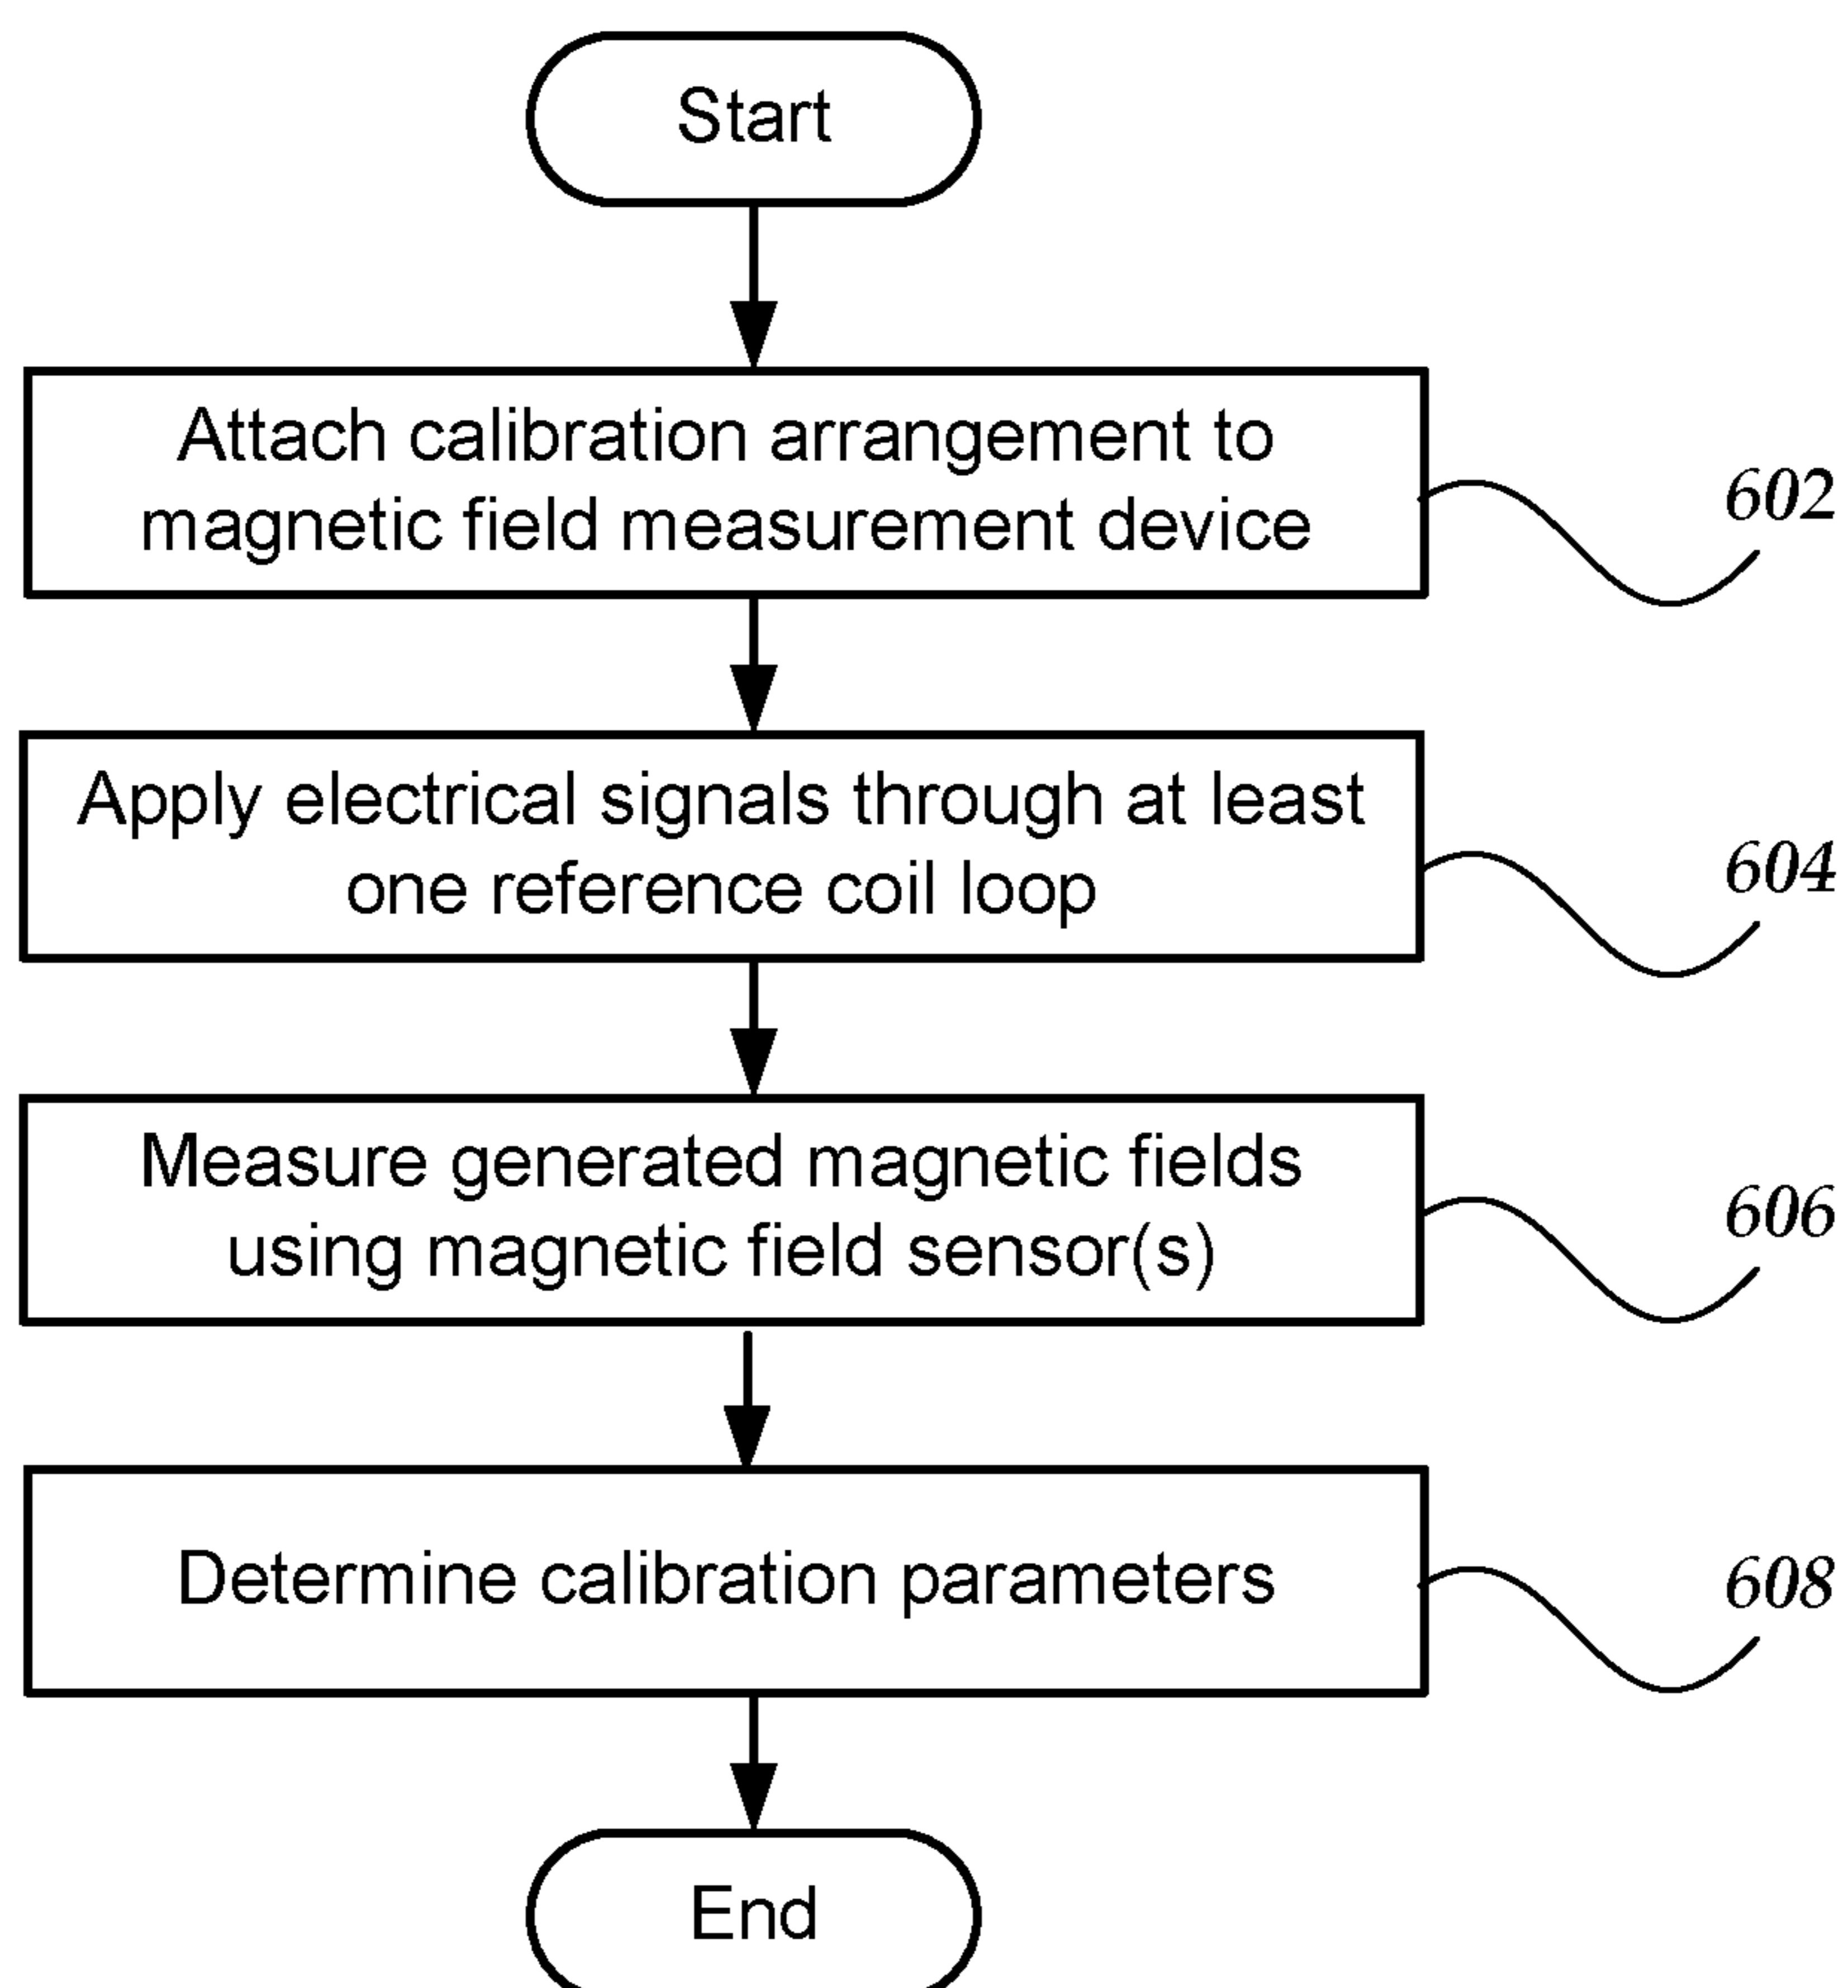 Start
Attach calibration arrangement to
magnetic field measurement device
602
Apply electrical signals through at least
one reference coil loop
604
Measure generated magnetic fields
using magnetic field sensor(s)
606
Determine calibration parameters
608
End